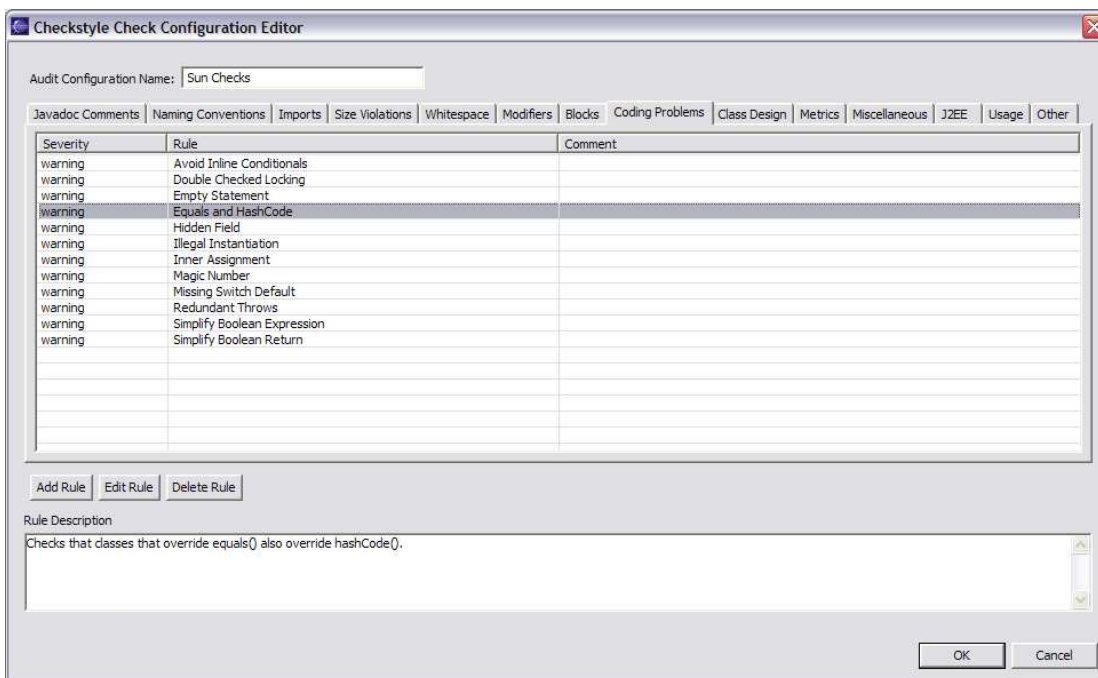 Checkstyle Check Configuration Editor
Audit Configuration Name: Sun Checks
Javadoc Comments Naming Conventions Imports Size Violations Whitespace Modifiers Blocks Coding Problems Class Design Metrics Miscellaneous J2EE Usage Other
Severity Rule Comment
warning Avoid Inline Conditionals
warning Double Checked Locking
warning Empty Statement
warning Equals and HashCode
warning Hidden Field
warning Illegal Instantiation
warning Inner Assignment
warning Magic Number
warning Missing Switch Default
warning Redundant Throws
warning Simplify Boolean Expression
warning Simplify Boolean Return
Add Rule Edit Rule Delete Rule
Rule Description
Checks that classes that override equals() also override hashCode().
OK Cancel